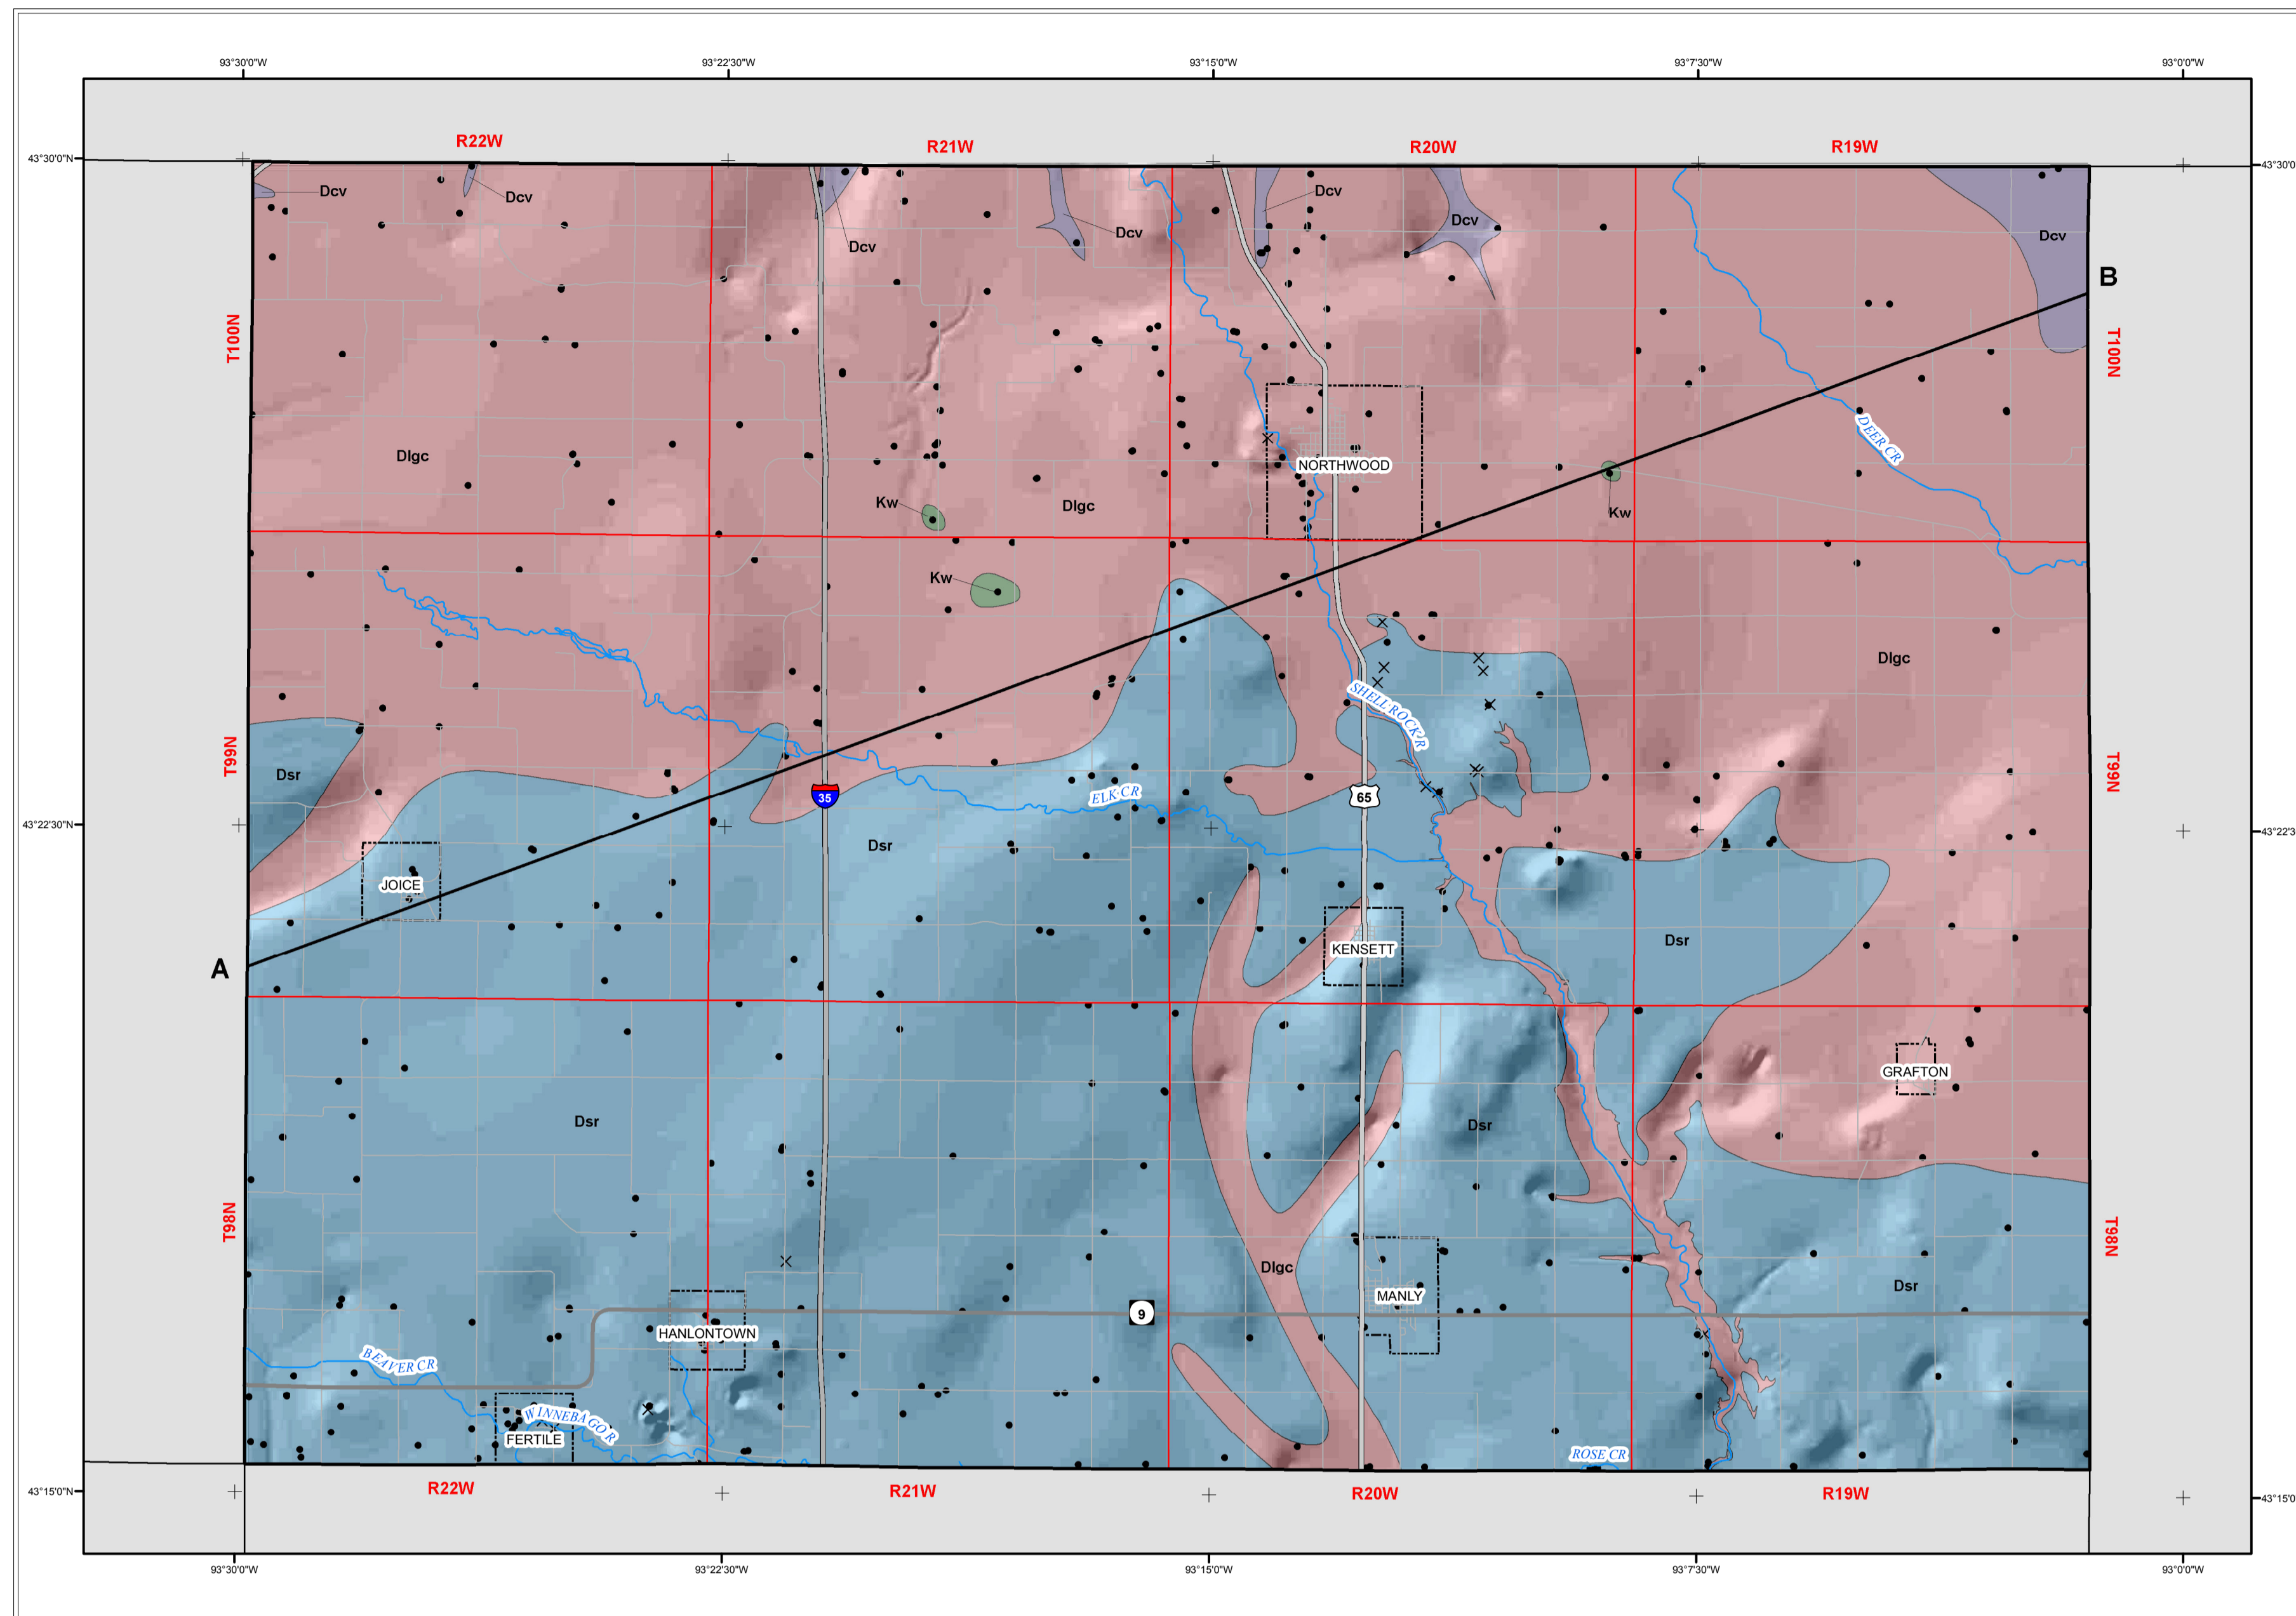 93°30'0"W 93°22'30"W 93°15'0"W 93°7'30"W 93°0'0"W
R22W R21W R20W R19W
43°30'0"N 43°30'0
Dcv Dcv Dcv Dcv Dcv Dcv Dcv
B
T100N T100N
DEER CR
Dlgc Kw Dlgc NORTHWOOD Kw
Kw
Dlgc
SHELL ROCK R
T99N Dsr T99N
35 ELK CR 65
43°22'30"N 43°22'3
Dsr
JOICE
Dsr
KENSETT
A
GRAFTON
Dsr Dsr
T98N T98N
Dlgc Dsr
MANLY
9
HANLONTOWN
BEAVER CR
WINNEBAGO R
FERTILE
ROSE CR
R22W R21W R20W R19W
43°15'0"N 43°15'0
93°30'0"W 93°22'30"W 93°15'0"W 93°7'30"W 93°0'0"W